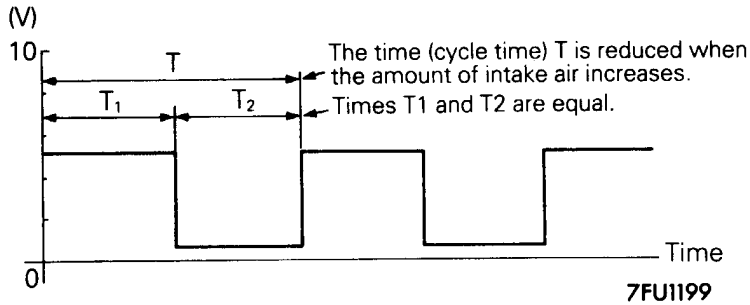 (V)
10
T
The time (cycle time) T is reduced when
the amount of intake air increases.
T1
T2
Times T1 and T2 are equal.
0
Time
7FU1199